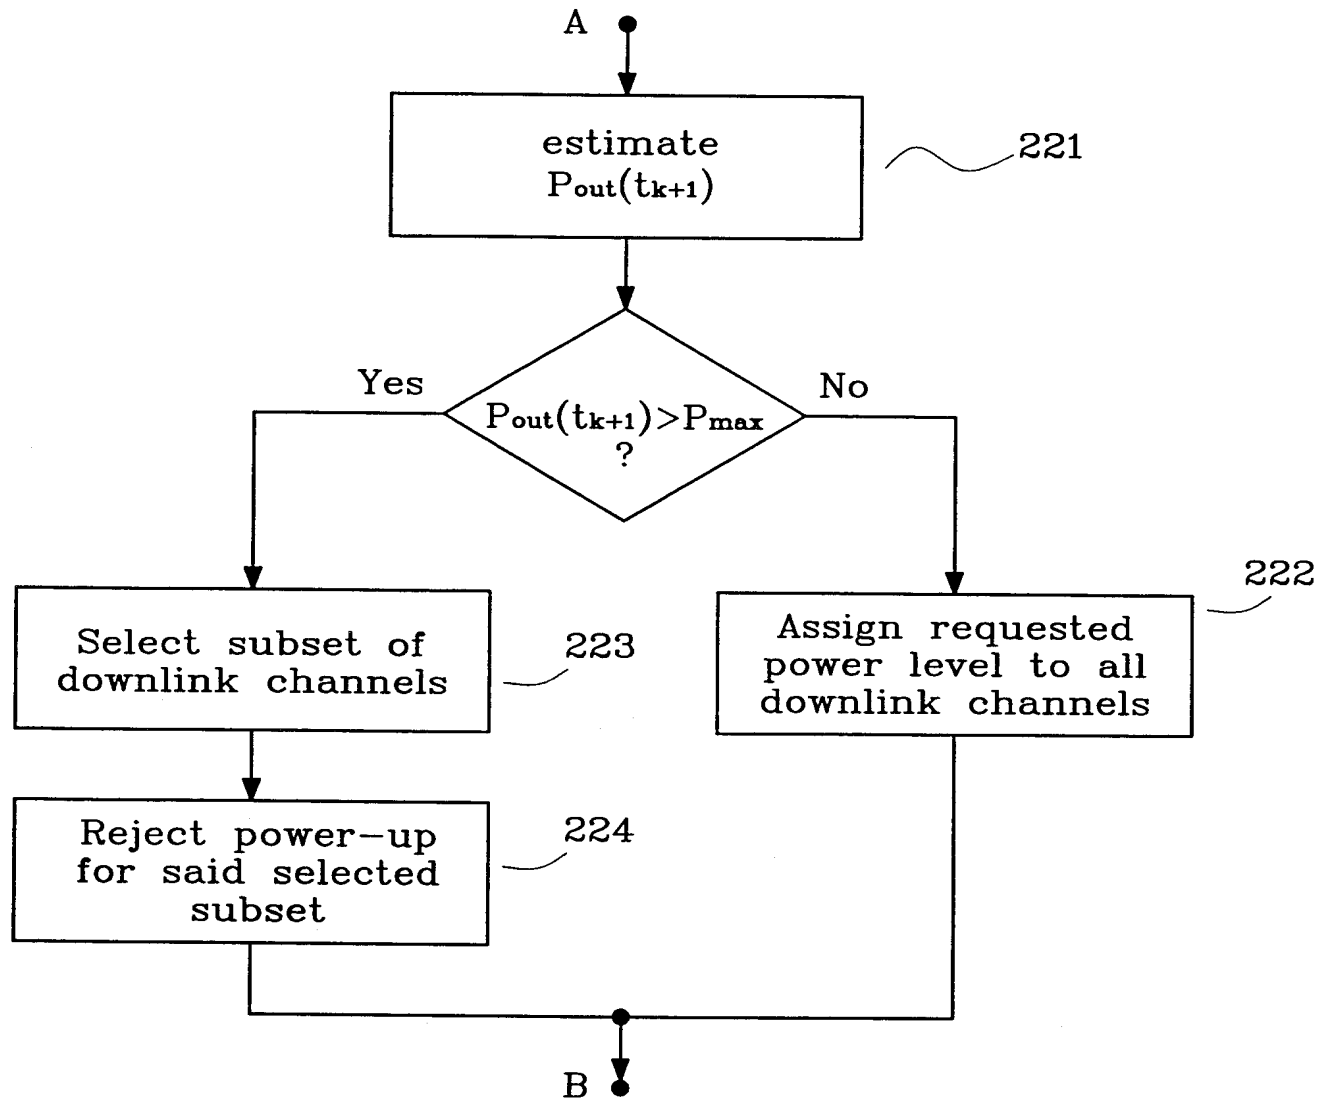 A
estimate
Pout(tk+1)
221
Yes
No
Pout(tk+1)>Pmax
?
222
Assign requested
power level to all
downlink channels
Select subset of
downlink channels
223
Reject power-up
for said selected
subset
224
B